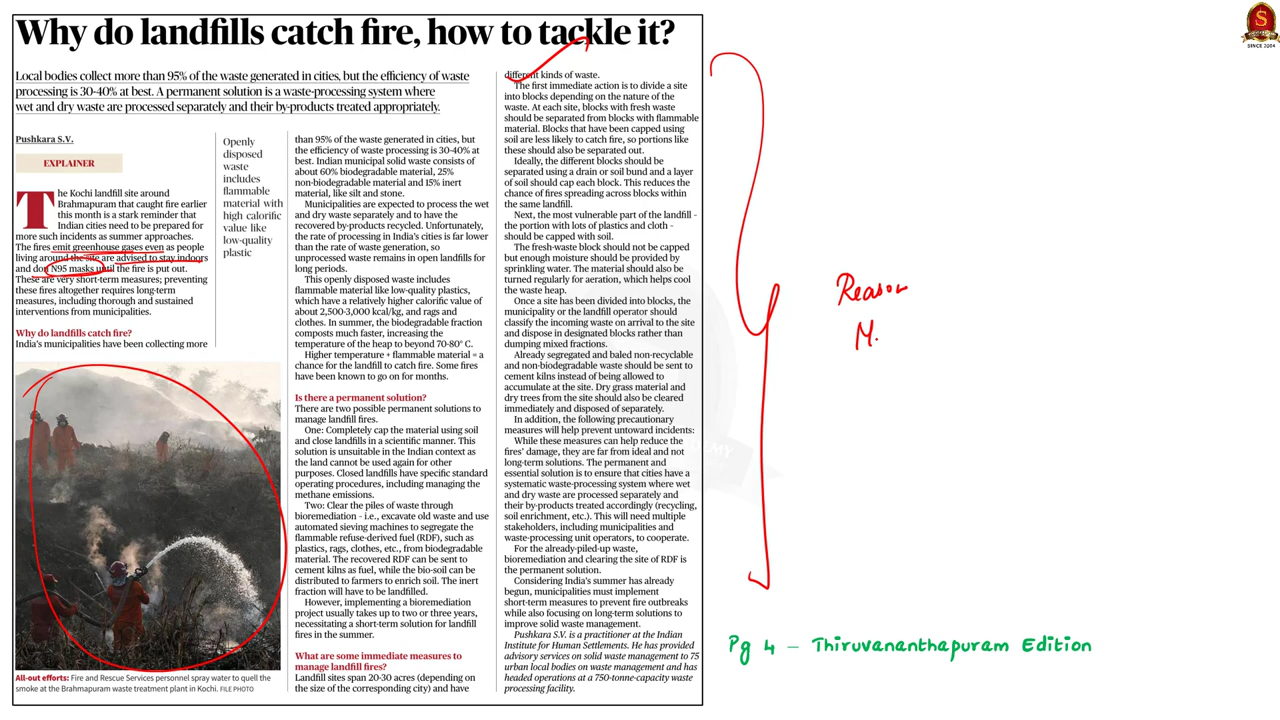 Why do landfills catch fire, how to tackle it?
Local bodies collect more than 95% of the waste generated in cities, but the efficiency of waste
processing is 30-40% at best. A permanent solution is a waste-processing system where
wet and dry waste are processed separately and their by-products treated appropriately.
Pushkara S.V.
EXPLAINER
The Kochi landfill site around
Brahmapuram that caught fire earlier
this month is a stark reminder that
Indian cities need to be prepared for
more such incidents as summer approaches.
The fires emit greenhouse gases even as people
living around the site are advised to stay indoors
and don N95 masks until the fire is put out.
These are very short-term measures; preventing
these fires altogether requires long-term
measures, including thorough and sustained
interventions from municipalities.
Why do landfills catch fire?
India's municipalities have been collecting more
Openly
disposed
waste
includes
flammable
material with
high calorific
value like
low-quality
plastic
All-out efforts: Fire and Rescue Services personnel spray water to quell the
smoke at the Brahmapuram waste treatment plant in Kochi. FILE PHOTO
than 95% of the waste generated in cities, but
the efficiency of waste processing is 30-40% at
best. Indian municipal solid waste consists of
about 60% biodegradable material, 25%
non-biodegradable material and 15% inert
material, like silt and stone.
Municipalities are expected to process the wet
and dry waste separately and to have the
recovered by-products recycled. Unfortunately,
the rate of processing in India's cities is far lower
than the rate of waste generation, so
unprocessed waste remains in open landfills for
long periods.
This openly disposed waste includes
flammable material like low-quality plastics,
which have a relatively higher calorific value of
about 2,500-3,000 kcal/kg, and rags and
clothes. In summer, the biodegradable fraction
composts much faster, increasing the
temperature of the heap to beyond 70-80° C.
Higher temperature + flammable material = a
chance for the landfill to catch fire. Some fires
have been known to go on for months.
Is there a permanent solution?
There are two possible permanent solutions to
manage landfill fires.
One: Completely cap the material using soil
and close landfills in a scientific manner. This
solution is unsuitable in the Indian context as
the land cannot be used again for other
purposes. Closed landfills have specific standard
operating procedures, including managing the
methane emissions.
Two: Clear the piles of waste through
bioremediation - i.e., excavate old waste and use
automated sieving machines to segregate the
flammable refuse-derived fuel (RDF), such as
plastics, rags, clothes, etc., from biodegradable
material. The recovered RDF can be sent to
cement kilns as fuel, while the bio-soil can be
distributed to farmers to enrich soil. The inert
fraction will have to be landfilled.
However, implementing a bioremediation
project usually takes up to two or three years,
necessitating a short-term solution for landfill
fires in the summer.
What are some immediate measures to
manage landfill fires?
Landfill sites span 20-30 acres (depending on
the size of the corresponding city) and have
different kinds of waste.
The first immediate action is to divide a site
into blocks depending on the nature of the
waste. At each site, blocks with fresh waste
should be separated from blocks with flammable
material. Blocks that have been capped using
soil are less likely to catch fire, so portions like
these should also be separated out.
Ideally, the different blocks should be
separated using a drain or soil bund and a layer
of soil should cap each block. This reduces the
chance of fires spreading across blocks within
the same landfill.
Next, the most vulnerable part of the landfill -
the portion with lots of plastics and cloth -
should be capped with soil.
The fresh-waste block should not be capped
but enough moisture should be provided by
sprinkling water. The material should also be
turned regularly for aeration, which helps cool
the waste heap.
Once a site has been divided into blocks, the
municipality or the landfill operator should
classify the incoming waste on arrival to the site
and dispose in designated blocks rather than
dumping mixed fractions.
Already segregated and baled non-recyclable
and non-biodegradable waste should be sent to
cement kilns instead of being allowed to
accumulate at the site. Dry grass material and
dry trees from the site should also be cleared
immediately and disposed of separately.
In addition, the following precautionary
measures will help prevent untoward incidents:
While these measures can help reduce the
fires' damage, they are far from ideal and not
long-term solutions. The permanent and
essential solution is to ensure that cities have a
systematic waste-processing system where wet
and dry waste are processed separately and
their by-products treated accordingly (recycling,
soil enrichment, etc.). This will need multiple
stakeholders, including municipalities and
waste-processing unit operators, to cooperate.
For the already-piled-up waste,
bioremediation and clearing the site of RDF is
the permanent solution.
Considering India's summer has already
begun, municipalities must implement
short-term measures to prevent fire outbreaks
while also focusing on long-term solutions to
improve solid waste management.
Pushkara S.V. is a practitioner at the Indian
Institute for Human Settlements. He has provided
advisory services on solid waste management to 75
urban local bodies on waste management and has
headed operations at a 750-tonne-capacity waste
processing facility.
Reason
M.
Pg 4 – Thiruvananthapuram Edition
S
SINCE 2004